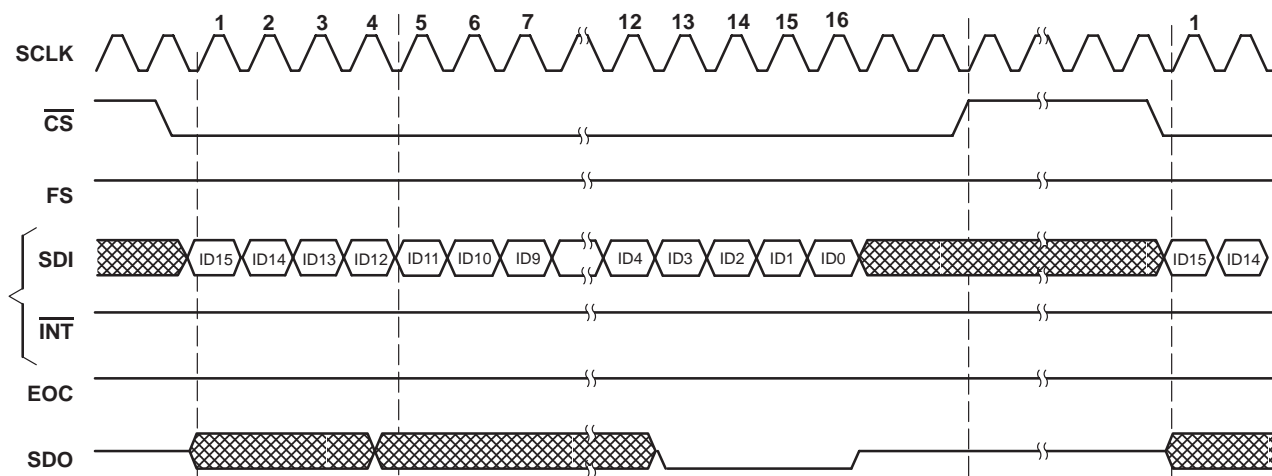 1 2 3 4 5 6 7 12 13 14 15 16 1
SCLK
CS
FS
SDI ID15 ID14 ID13 ID12 ID11 ID10 ID9 ID4 ID3 ID2 ID1 ID0 ID15 ID14
INT
EOC
SDO